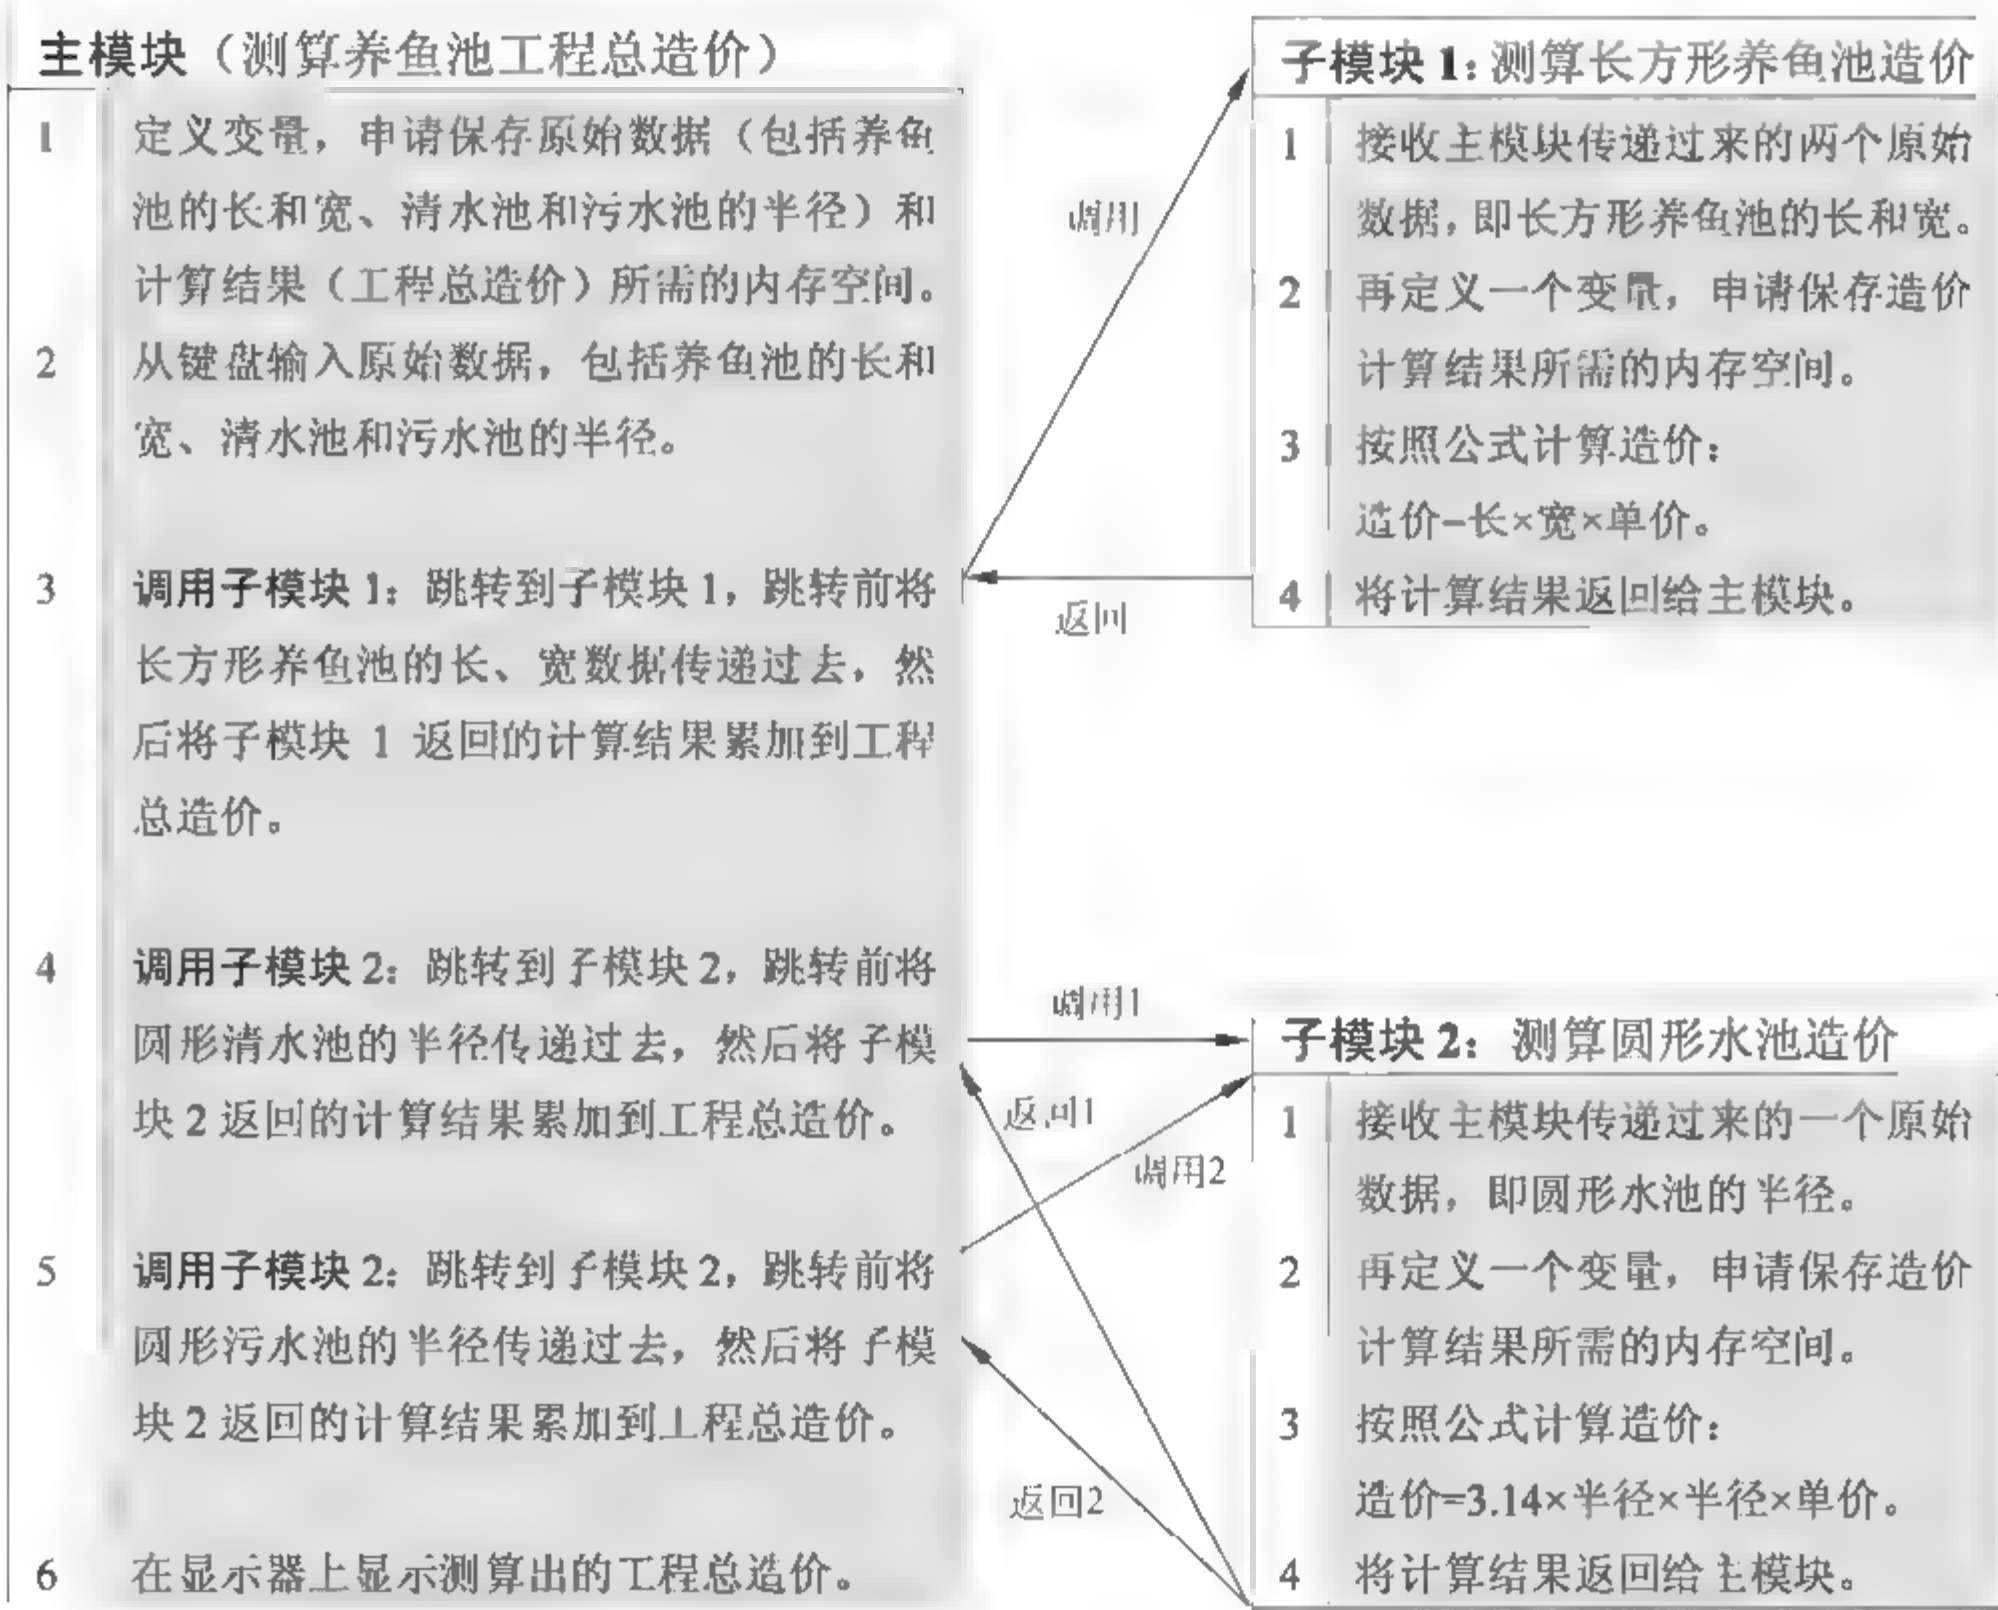 主模块（测算养鱼池工程总造价）
1 定义变量，申请保存原始数据（包括养鱼
池的长和宽、清水池和污水池的半径）和
计算结果（工程总造价）所需的内存空间。
2 从键盘输入原始数据，包括养鱼池的长和
宽、清水池和污水池的半径。
3 调用子模块 1：跳转到子模块 1，跳转前将
长方形养鱼池的长、宽数据传递过去，然
后将子模块 1 返回的计算结果累加到工程
总造价。
4 调用子模块 2：跳转到子模块 2，跳转前将
圆形清水池的半径传递过去，然后将子模
块 2 返回的计算结果累加到工程总造价。
5 调用子模块 2：跳转到子模块 2，跳转前将
圆形污水池的半径传递过去，然后将子模
块 2 返回的计算结果累加到工程总造价。
6 在显示器上显示测算出的工程总造价。
调用
返回
调用1
返回1
调用2
返回2
子模块 1：测算长方形养鱼池造价
1 接收主模块传递过来的两个原始
数据，即长方形养鱼池的长和宽。
2 再定义一个变量，申请保存造价
计算结果所需的内存空间。
3 按照公式计算造价：
造价=长×宽×单价。
4 将计算结果返回给主模块。
子模块 2：测算圆形水池造价
1 接收主模块传递过来的一个原始
数据，即圆形水池的半径。
2 再定义一个变量，申请保存造价
计算结果所需的内存空间。
3 按照公式计算造价：
造价=3.14×半径×半径×单价。
4 将计算结果返回给主模块。